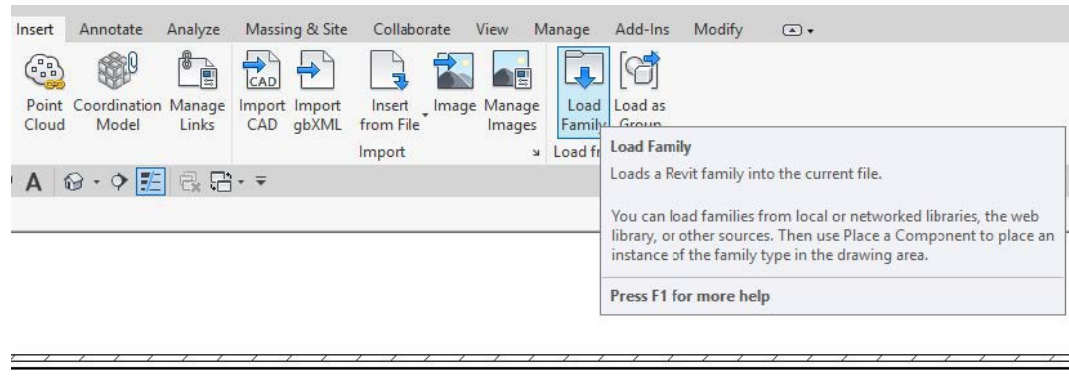 Insert Annotate Analyze Massing & Site Collaborate View Manage Add-Ins Modify
CAD
Point Coordination Manage Import Import Insert Image Manage Load Load as
Cloud Model Links CAD gbXML from File Images Family Group
Import Load
Load Family
Loads a Revit family into the current file.
A
You can load families from local or networked libraries, the web
library, or other sources. Then use Place a Component to place an
instance of the family type in the drawing area.
Press F1 for more help